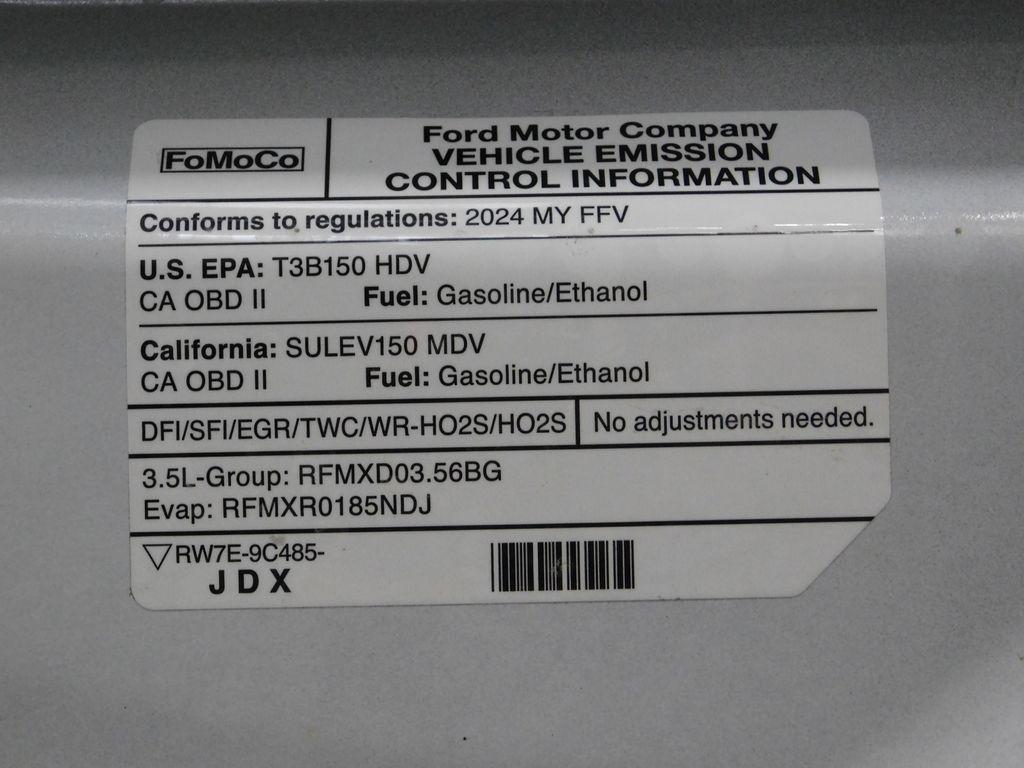 FoMoCo
Ford Motor Company
VEHICLE EMISSION
CONTROL INFORMATION
Conforms to regulations: 2024 MY FFV
U.S. EPA: T3B150 HDV
CA OBD II Fuel: Gasoline/Ethanol
California: SULEV150 MDV
CA OBD II Fuel: Gasoline/Ethanol
DFI/SFI/EGR/TWC/WR-HO2S/HO2S No adjustments needed.
3.5L-Group: RFMXD03.56BG
Evap: RFMXR0185NDJ
RW7E-9C485-
JDX